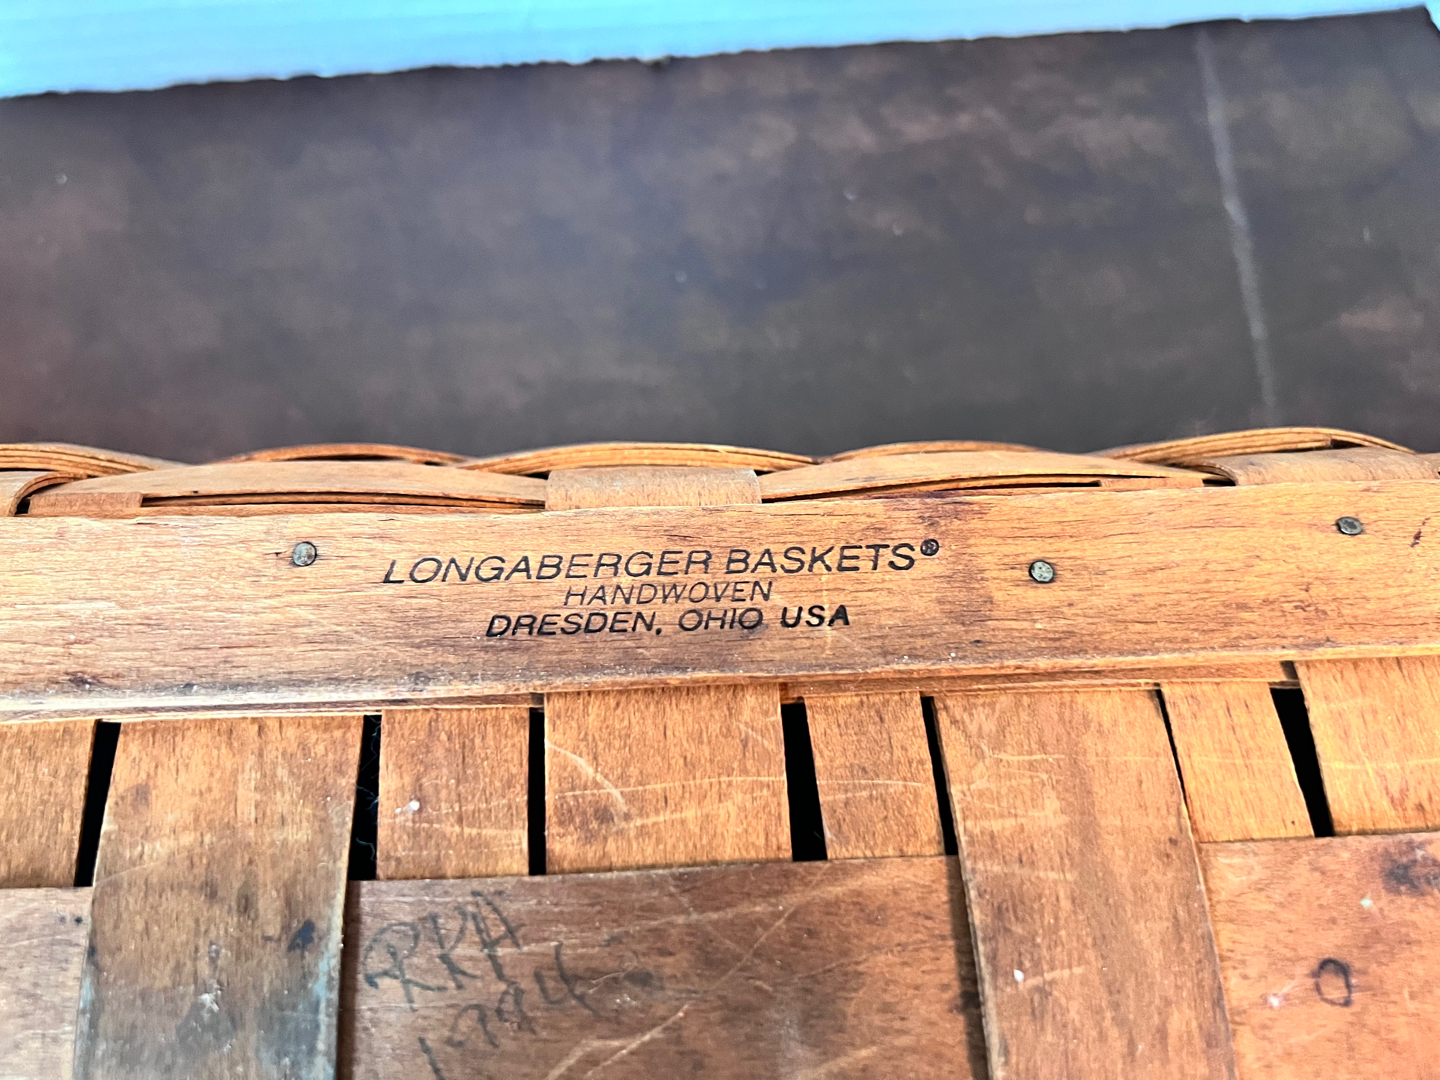 LONGABERGER BASKETS®
HANDWOVEN
DRESDEN, OHIO USA
RKH
O